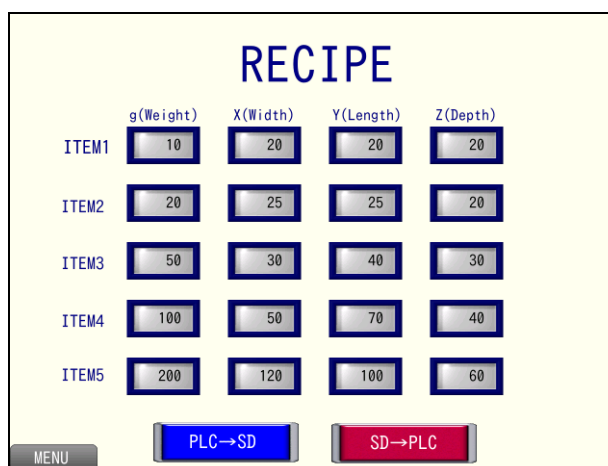 RECIPE
g(Weight) X(Width) Y(Length) Z(Depth)
ITEM1 10 20 20 20
ITEM2 20 25 25 20
ITEM3 50 30 40 30
ITEM4 100 50 70 40
ITEM5 200 120 100 60
PLC→SD SD→PLC
MENU